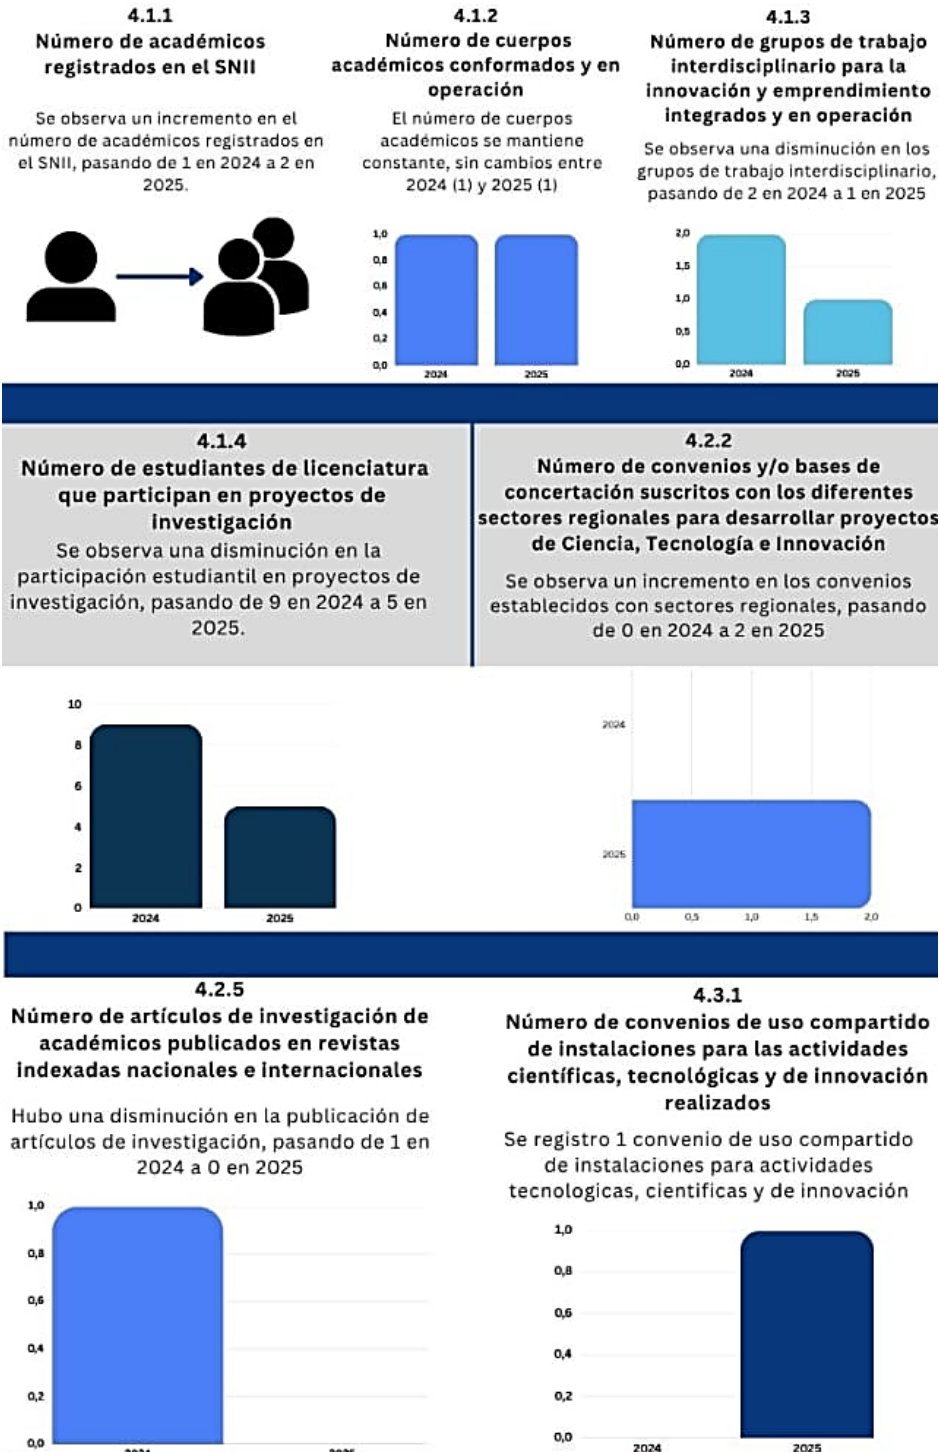 4.1.1
Número de académicos
registrados en el SNII
Se observa un incremento en el
número de académicos registrados en
el SNII, pasando de 1 en 2024 a 2 en
2025.
4.1.2
Número de cuerpos
académicos conformados y en
operación
El número de cuerpos
académicos se mantiene
constante, sin cambios entre
2024 (1) y 2025 (1)
1,0
0,8
0,6
0,4
0,2
0,0
2024 2025
4.1.3
Número de grupos de trabajo
interdisciplinario para la
innovación y emprendimiento
integrados y en operación
Se observa una disminución en los
grupos de trabajo interdisciplinario,
pasando de 2 en 2024 a 1 en 2025
2,0
1,5
1,0
0,5
0,0
2024 2025
4.1.4
Número de estudiantes de licenciatura
que participan en proyectos de
investigación
Se observa una disminución en la
participación estudiantil en proyectos de
investigación, pasando de 9 en 2024 a 5 en
2025.
10
8
6
4
2
0
2024 2025
4.2.2
Número de convenios y/o bases de
concertación suscritos con los diferentes
sectores regionales para desarrollar proyectos
de Ciencia, Tecnología e Innovación
Se observa un incremento en los convenios
establecidos con sectores regionales, pasando
de 0 en 2024 a 2 en 2025
2024
2025
0,0 0,5 1,0 1,5 2,0
4.2.5
Número de artículos de investigación de
académicos publicados en revistas
indexadas nacionales e internacionales
Hubo una disminución en la publicación de
artículos de investigación, pasando de 1 en
2024 a 0 en 2025
1,0
0,8
0,6
0,4
0,2
0,0
2024 2025
4.3.1
Número de convenios de uso compartido
de instalaciones para las actividades
científicas, tecnológicas y de innovación
realizados
Se registro 1 convenio de uso compartido
de instalaciones para actividades
tecnologicas, cientificas y de innovación
1,0
0,8
0,6
0,4
0,2
0,0
2024 2025